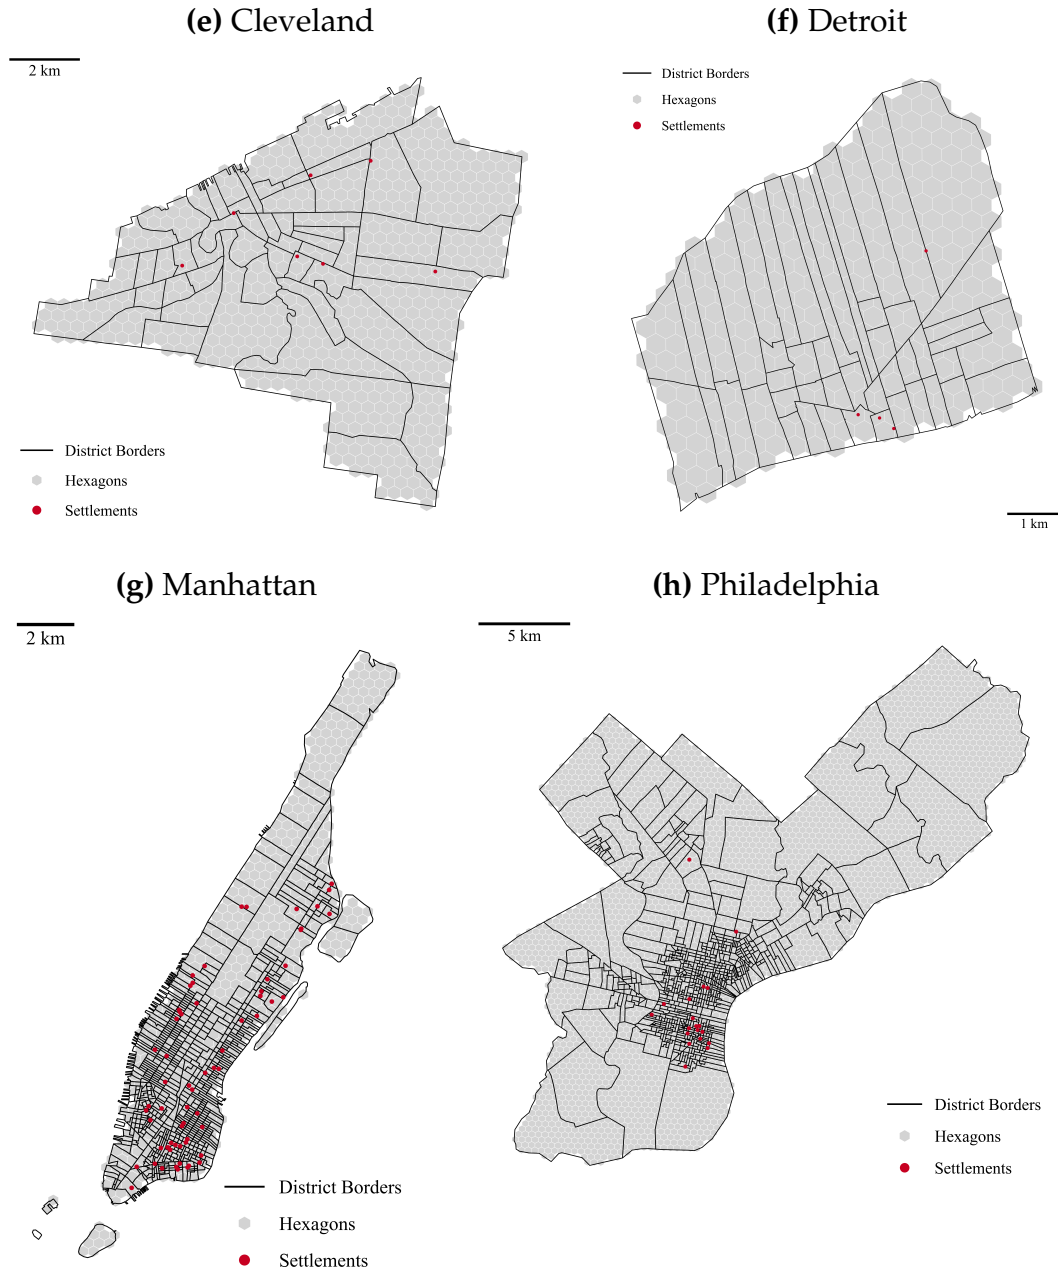 (e) Cleveland
2 km
District Borders
Hexagons
Settlements
(f) Detroit
District Borders
Hexagons
Settlements
1 km
(g) Manhattan
2 km
District Borders
Hexagons
Settlements
(h) Philadelphia
5 km
District Borders
Hexagons
Settlements